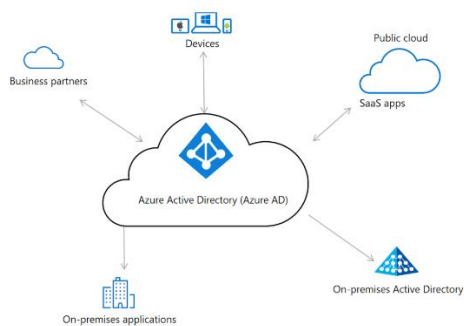 Devices
Public cloud
Business partners
SaaS apps
Azure Active Directory (Azure AD)
On-premises Active Directory
On-premises applications